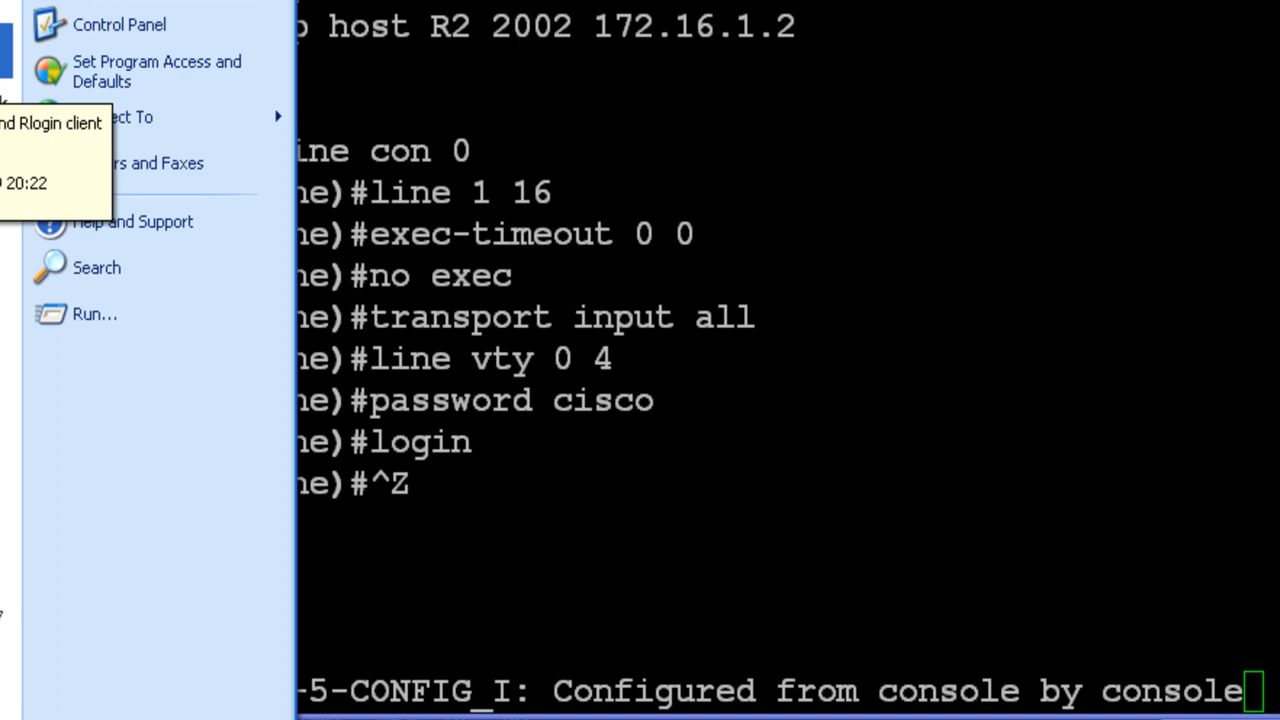 Control Panel
Set Program Access and
Defaults
ect To
nd Rlogin client
rs and Faxes
20:22
Help and Support
Search
Run...
p host R2 2002 172.16.1.2
ine con 0
ne)#line 1 16
ne)#exec-timeout 0 0
ne)#no exec
ne)#transport input all
ne)#line vty 0 4
ne)#password cisco
ne)#login
ne)#^Z
-5-CONFIG_I: Configured from console by console